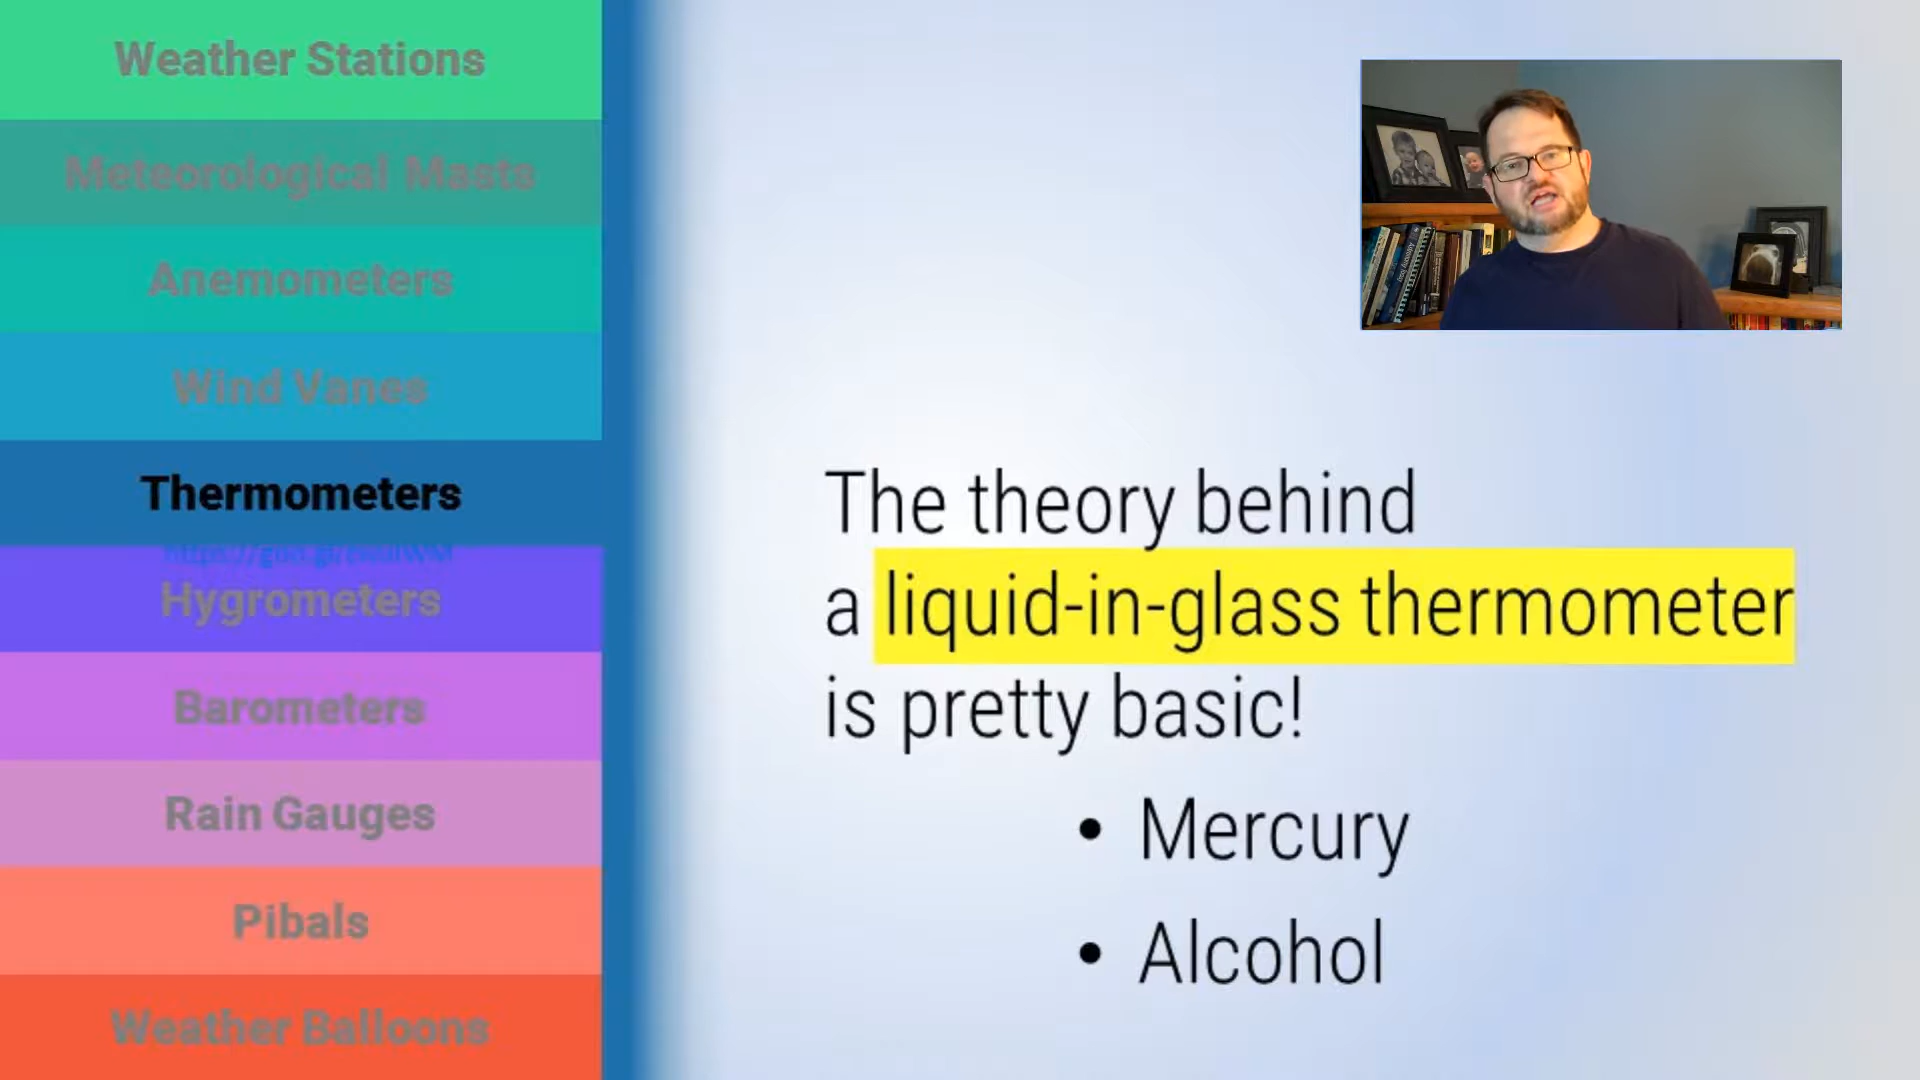 Weather Stations
Meteorological Masts
Anemometers
Wind Vanes
Thermometers
Hygrometers
Barometers
Rain Gauges
Pibals
Weather Balloons
The theory behind
a liquid-in-glass thermometer
is pretty basic!
• Mercury
• Alcohol